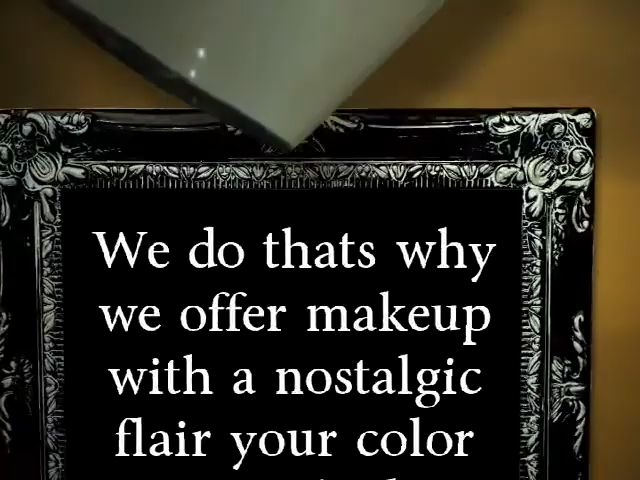 We do thats why
we offer makeup
with a nostalgic
flair your color